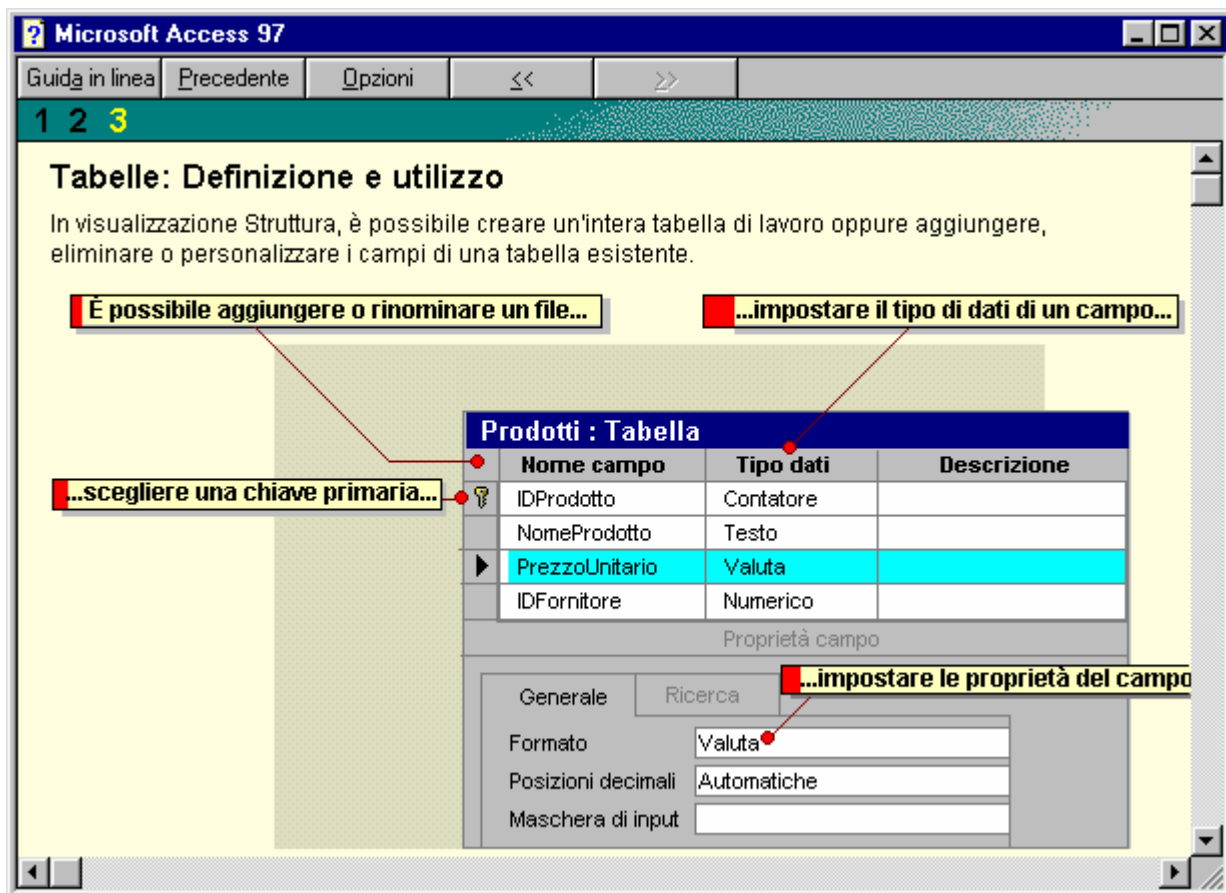 Microsoft Access 97
Guida in linea Precedente Opzioni << >>
1 2 3
Tabelle: Definizione e utilizzo
In visualizzazione Struttura, è possibile creare un'intera tabella di lavoro oppure aggiungere,
eliminare o personalizzare i campi di una tabella esistente.
È possibile aggiungere o rinominare un file...
...impostare il tipo di dati di un campo...
Prodotti : Tabella
Nome campo Tipo dati Descrizione
...scegliere una chiave primaria...
IDProdotto Contatore
NomeProdotto Testo
PrezzoUnitario Valuta
IDFornitore Numerico
Proprietà campo
...impostare le proprietà del campo
Generale Ricerca
Formato Valuta
Posizioni decimali Automatiche
Maschera di input